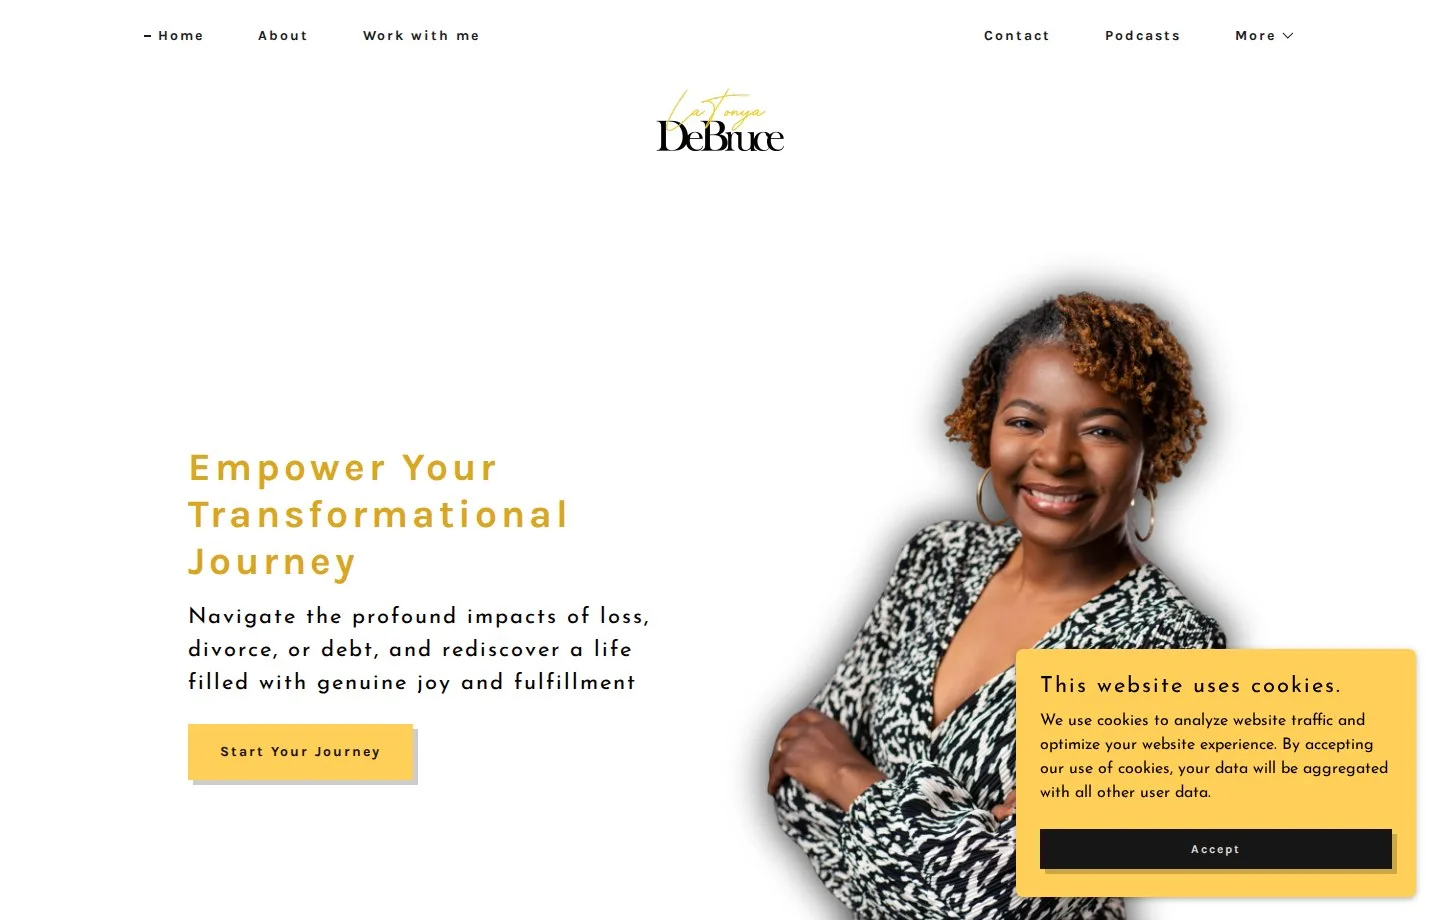 Home
About
Work with me
Contact
Podcasts
More
LaTonya
DeBruce
Empower Your
Transformational
Journey
Navigate the profound impacts of loss,
divorce, or debt, and rediscover a life
filled with genuine joy and fulfillment
Start Your Journey
This website uses cookies.
We use cookies to analyze website traffic and
optimize your website experience. By accepting
our use of cookies, your data will be aggregated
with all other user data.
Accept